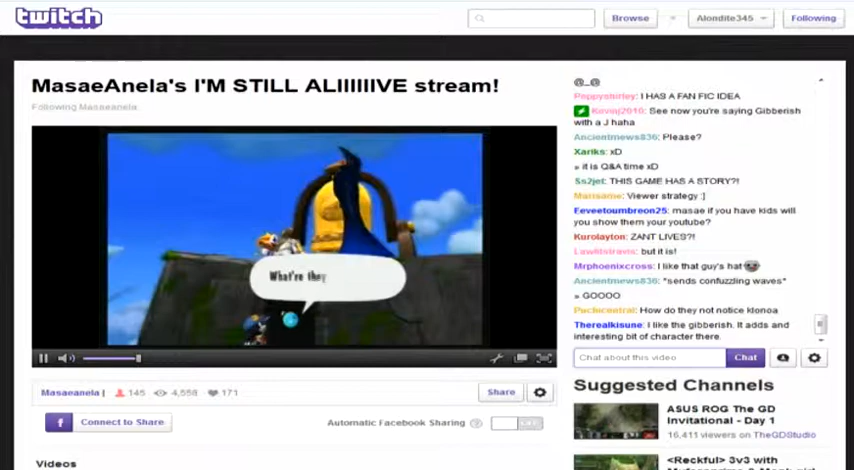 twitch
Browse
Alondite345
Following
MasaeAnela's I'M STILL ALIIIIIIVE stream!
Following Masaeanela
What're they
Masaeanela |
145
4,558
171
Share
Connect to Share
Automatic Facebook Sharing
Videos
@_@
Poppyshirley: I HAS A FAN FIC IDEA
Kovinj2010: See now you're saying Gibberish
with a J haha
Ancientmews836: Please?
Xariks: xD
» it is Q&A time xD
Ss2jet: THIS GAME HAS A STORY?!
Marisame: Viewer strategy :]
Eeveetoumbreon25: masae if you have kids will
you show them your youtube?
Kurolayton: ZANT LIVES?!
but it is!
Mrphoenixcross: I like that guy's hat
Ancientmews836: *sends confuzzling waves*
» GOOOO
Puchicentral: How do they not notice klonoa
Therealkisune: I like the gibberish. It adds and
interesting bit of character there.
Chat about this video
Chat
Suggested Channels
ASUS ROG The GD
Invitational - Day 1
16,411 viewers on TheGDStudio
<Reckful> 3v3 with